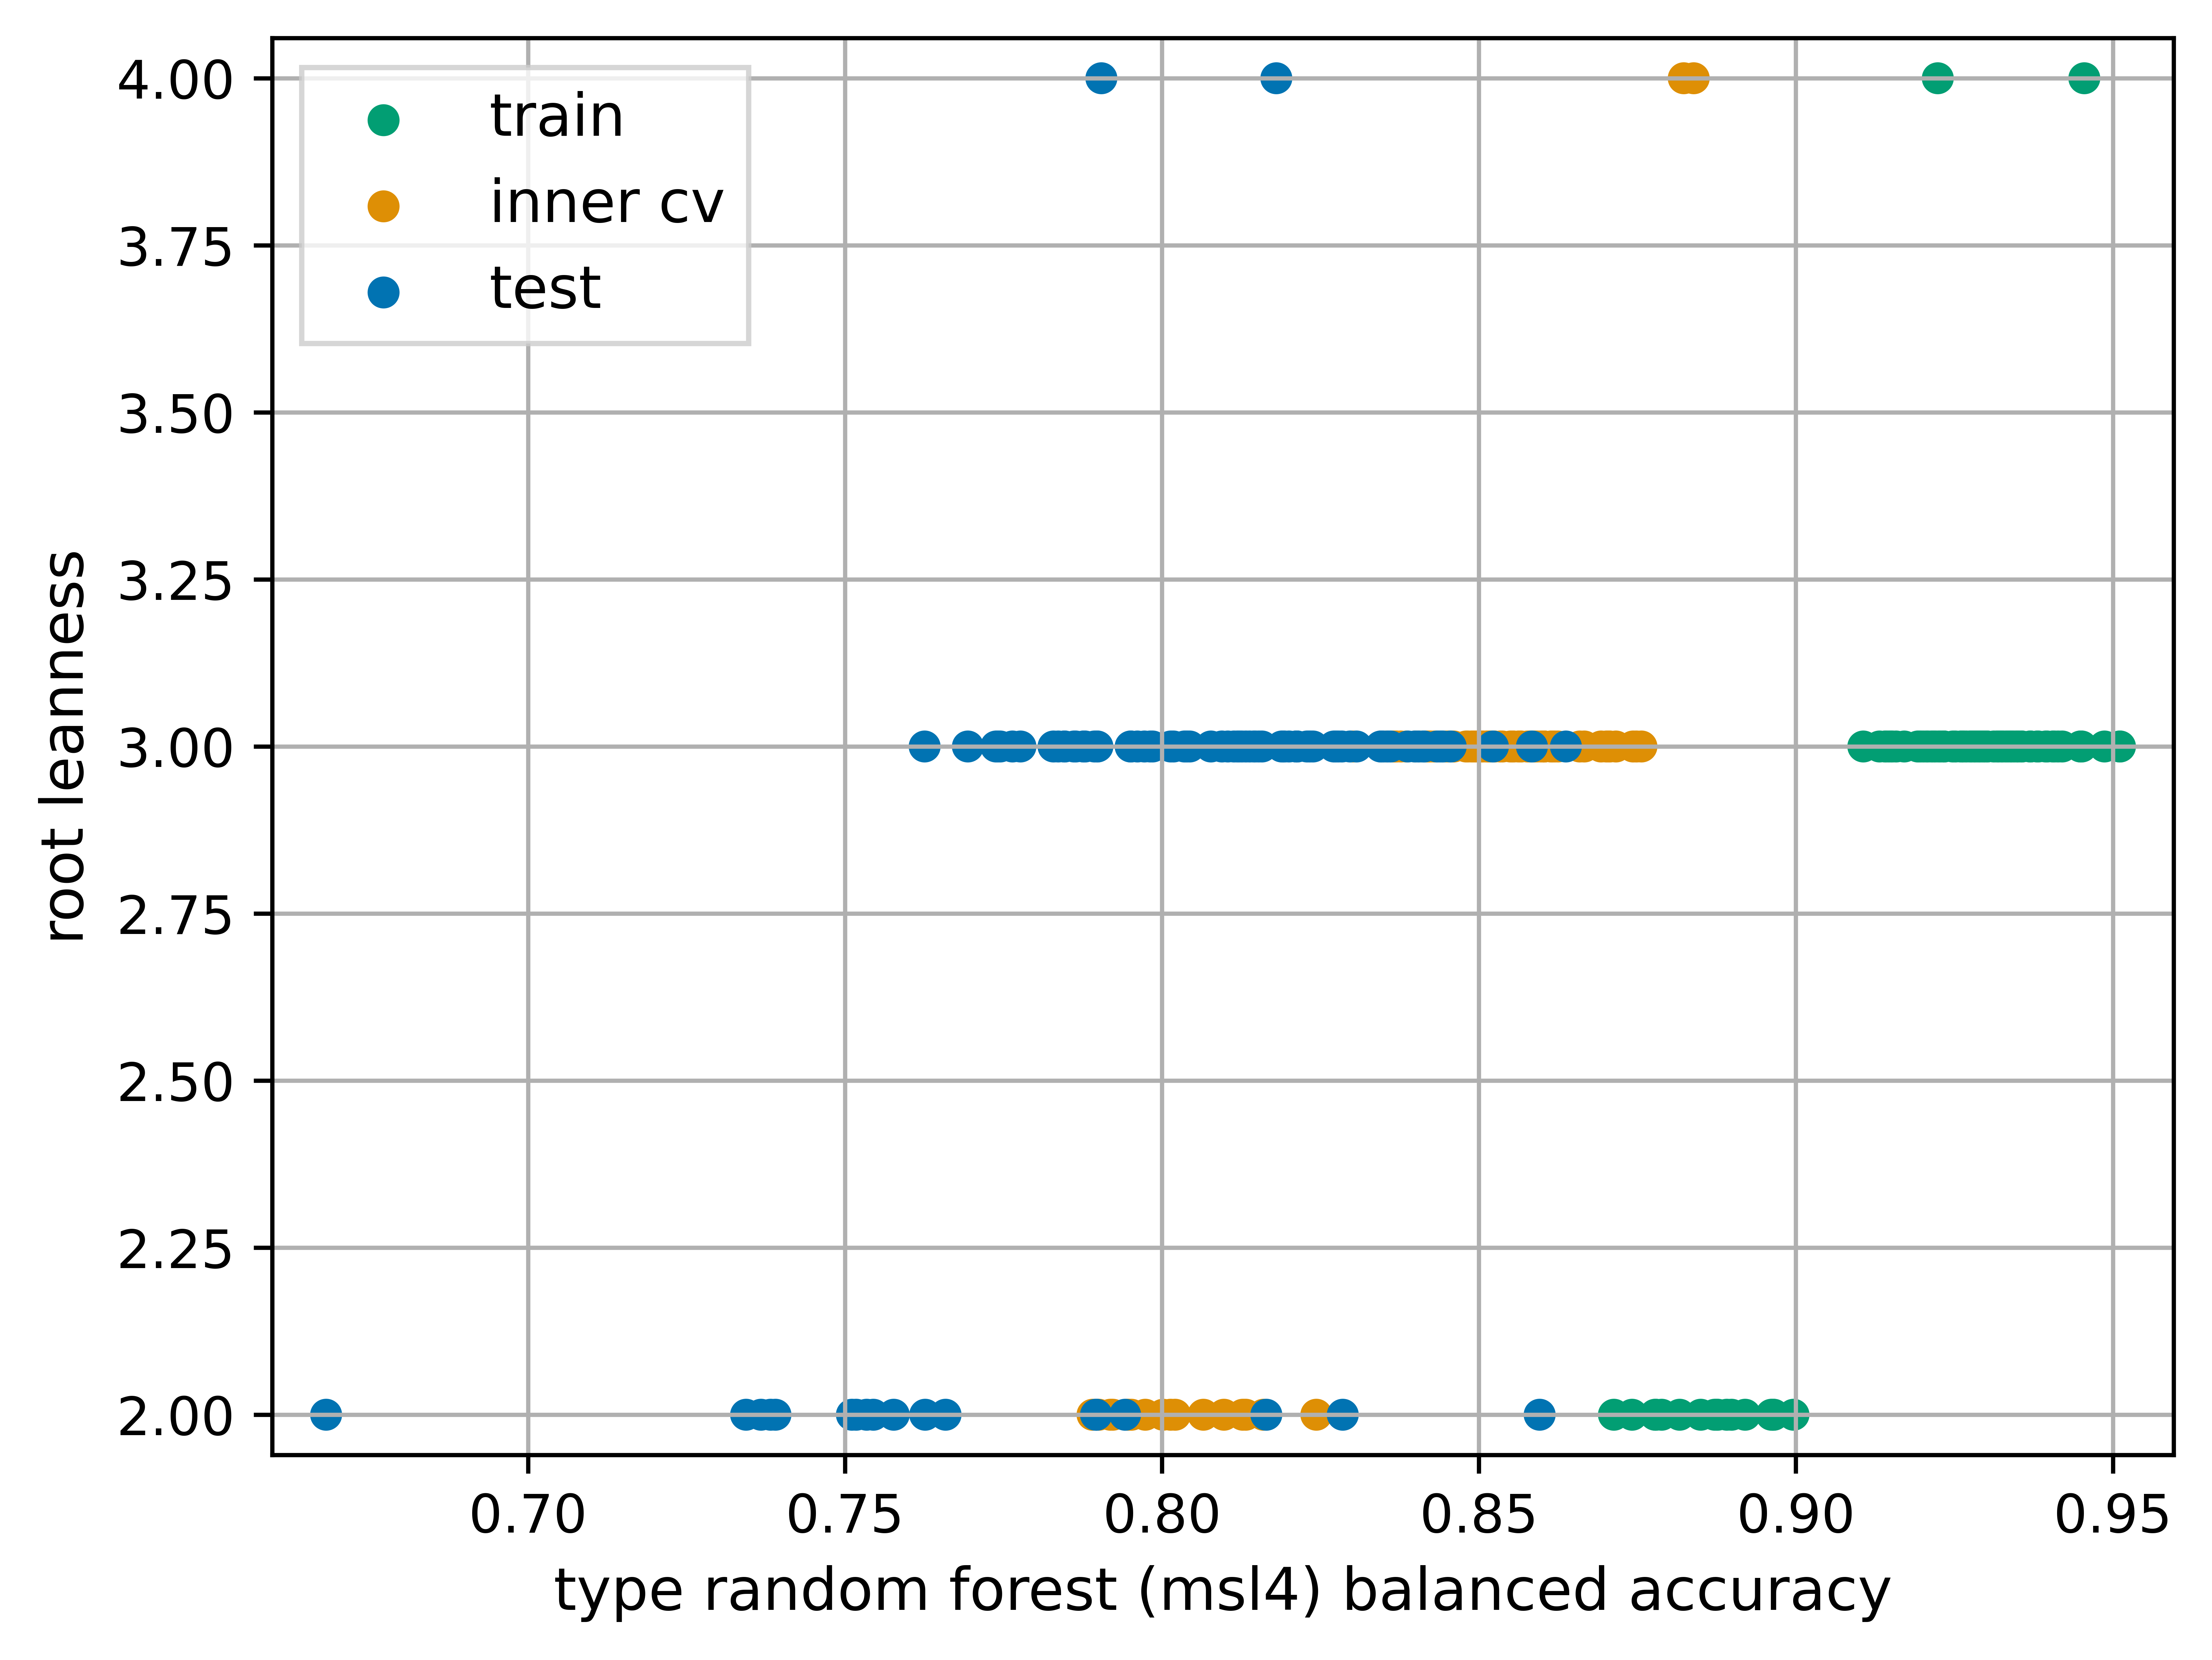 train
inner cv
test
4.00
3.75
3.50
3.25
3.00
2.75
2.50
2.25
2.00
root leanness
0.70 0.75 0.80 0.85 0.90 0.95
type random forest (msl4) balanced accuracy